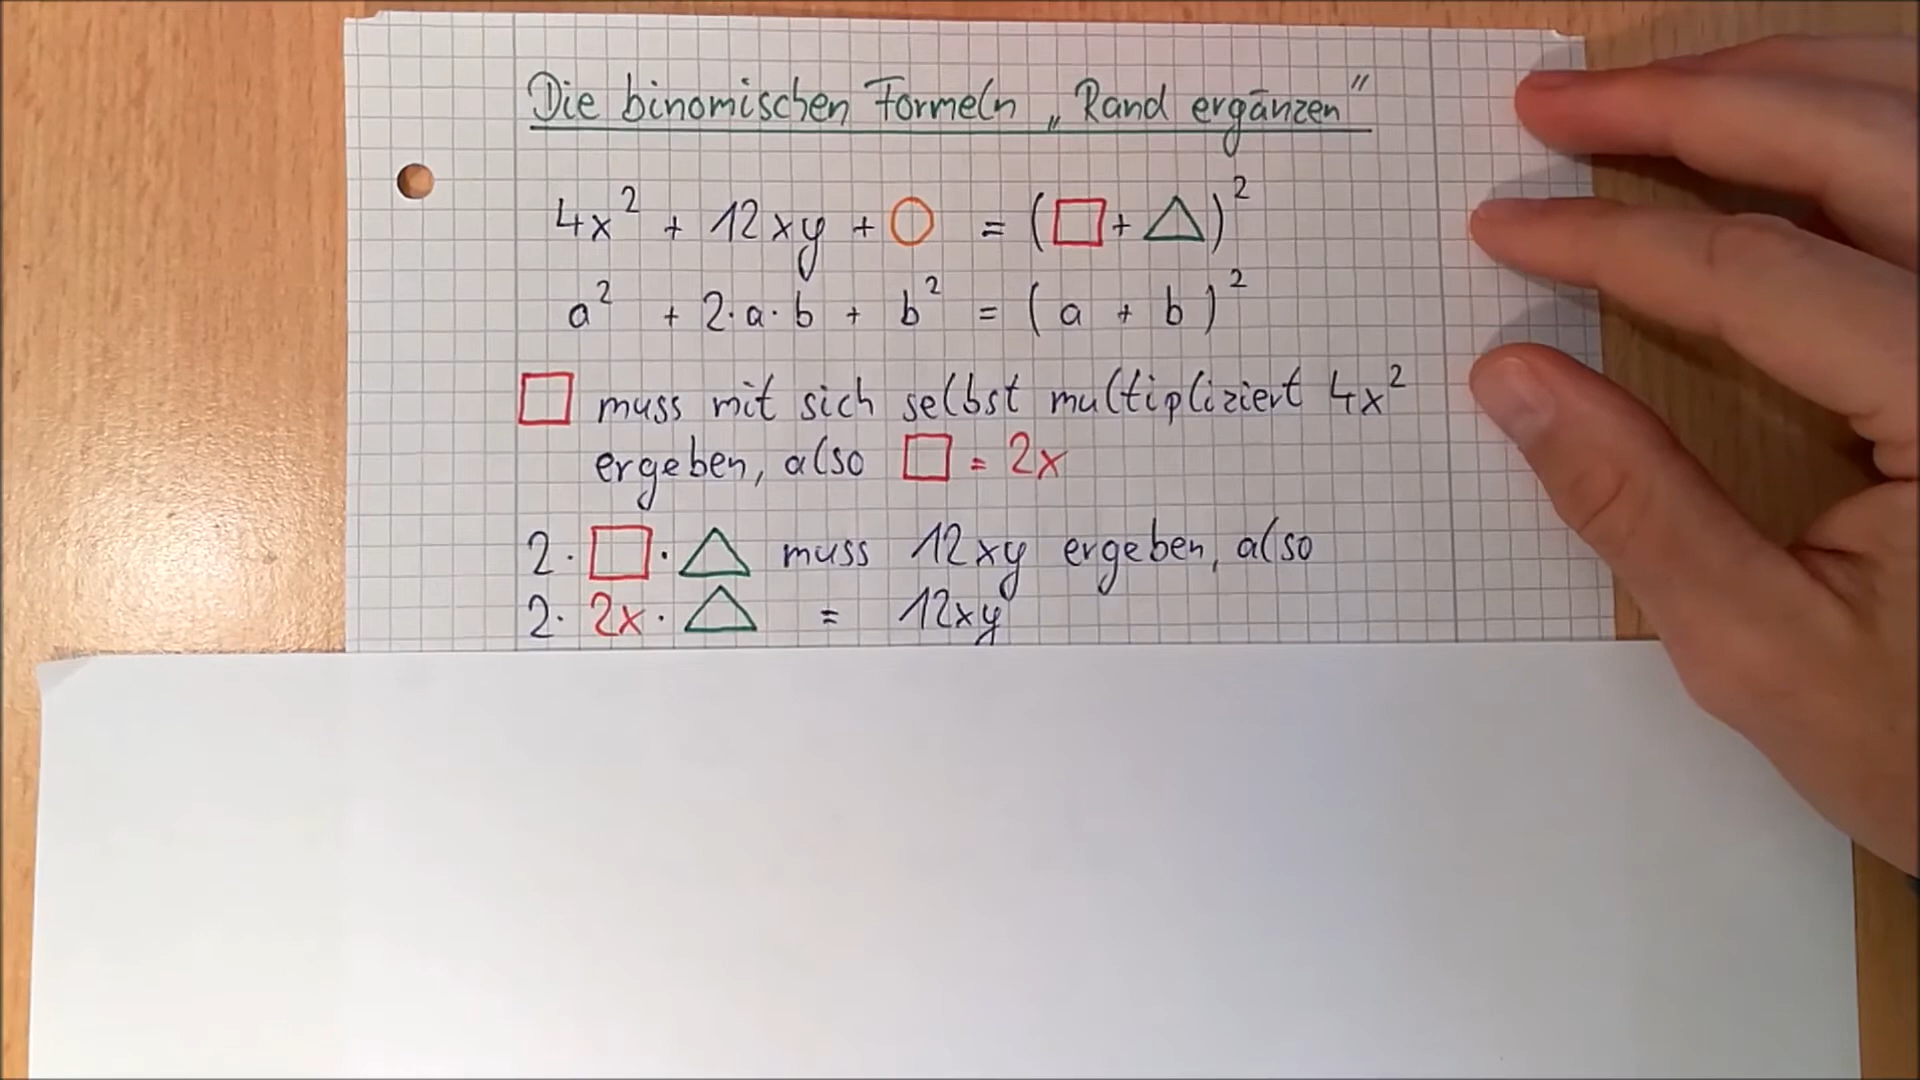 Die binomischen Formeln „Rand ergänzen"
4x² + 12xy + ○ = (□ + △)²
a² + 2·a·b + b² = (a + b)²
□ muss mit sich selbst multipliziert 4x²
ergeben, also □ = 2x
2·□·△ muss 12xy ergeben, also
2·2x·△ = 12xy